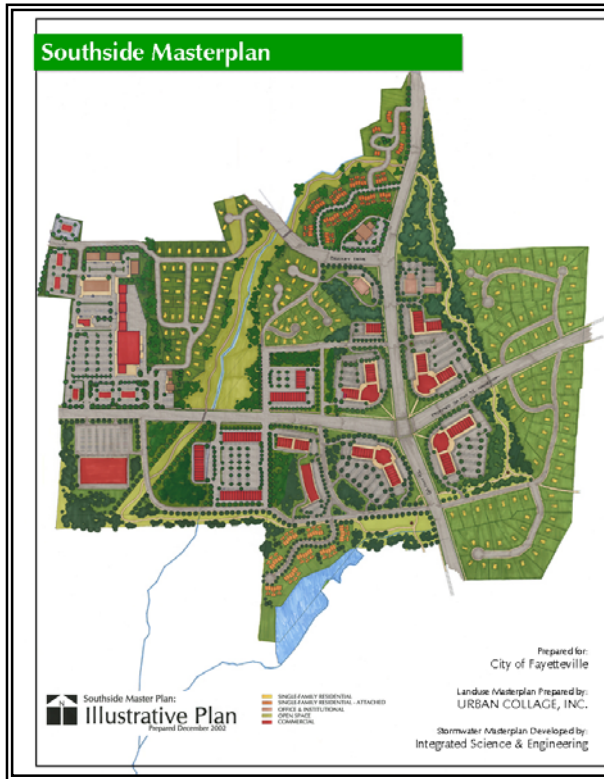 Southside Masterplan
N
Southside Master Plan:
Illustrative Plan
Prepared December 2002
SINGLE-FAMILY RESIDENTIAL
SINGLE-FAMILY RESIDENTIAL - ATTACHED
OFFICE & INSTITUTIONAL
OPEN SPACE
COMMERCIAL
Prepared for:
City of Fayetteville
Landuse Masterplan Prepared by:
URBAN COLLAGE, INC.
Stormwater Masterplan Developed by:
Integrated Science & Engineering